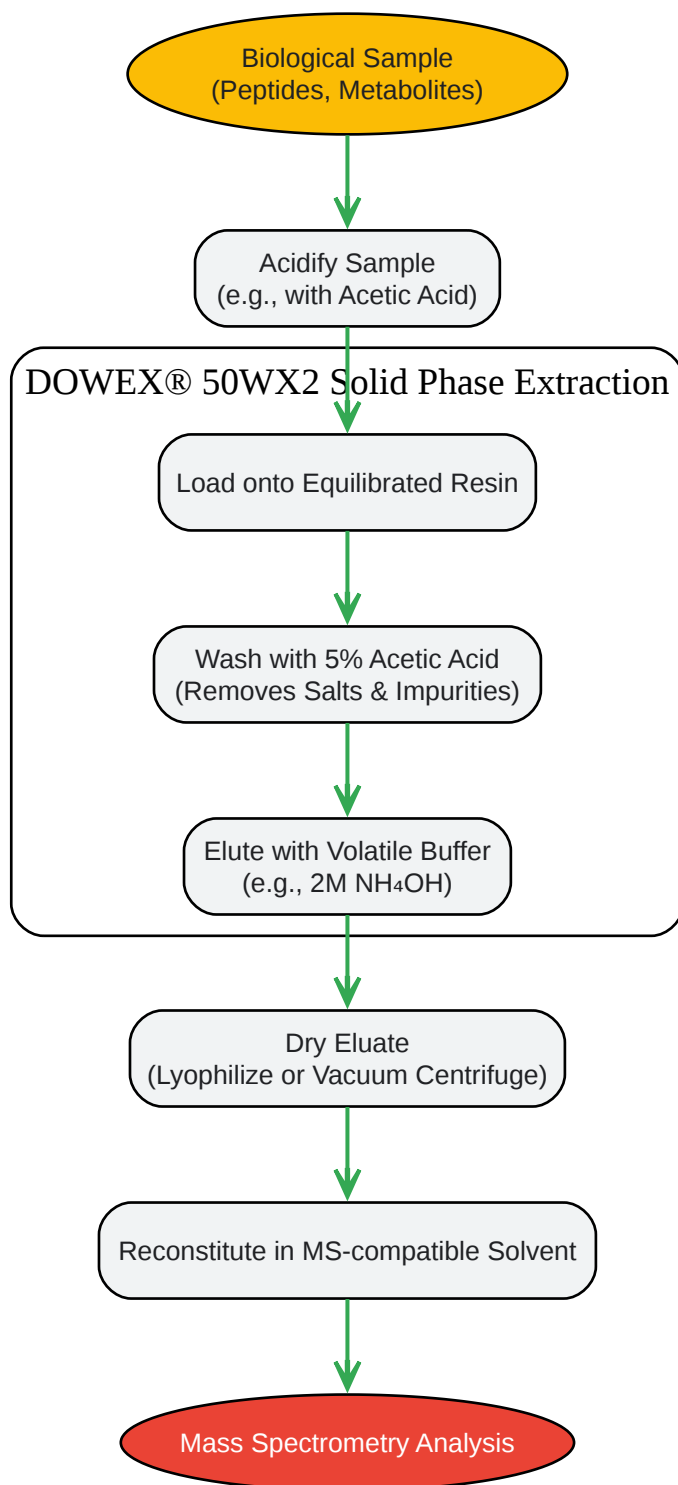 Biological Sample
(Peptides, Metabolites)
Acidify Sample
(e.g., with Acetic Acid)
DOWEX® 50WX2 Solid Phase Extraction
Load onto Equilibrated Resin
Wash with 5% Acetic Acid
(Removes Salts & Impurities)
Elute with Volatile Buffer
(e.g., 2M NH₄OH)
Dry Eluate
(Lyophilize or Vacuum Centrifuge)
Reconstitute in MS-compatible Solvent
Mass Spectrometry Analysis